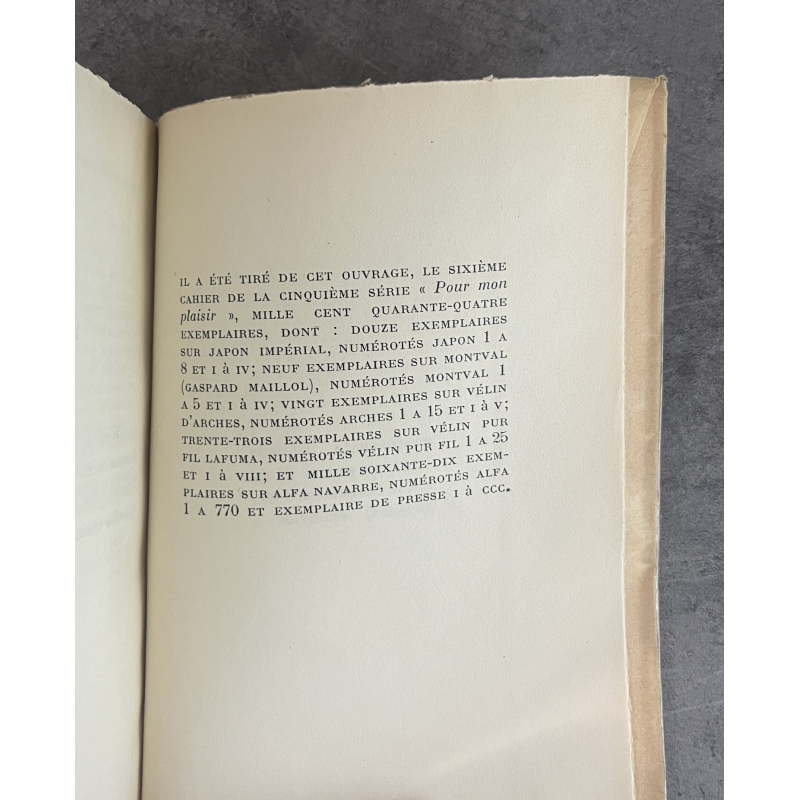 IL A ÉTÉ TIRÉ DE CET OUVRAGE, LE SIXIÈME
CAHIER DE LA CINQUIÈME SÉRIE « Pour mon
plaisir », MILLE CENT QUARANTE-QUATRE
EXEMPLAIRES, DONT : DOUZE EXEMPLAIRES
SUR JAPON IMPÉRIAL, NUMÉROTÉS JAPON 1 A
8 ET I à IV; NEUF EXEMPLAIRES SUR MONTVAL
(GASPARD MAILLOL), NUMÉROTÉS MONTVAL 1
A 5 ET I à IV; VINGT EXEMPLAIRES SUR VÉLIN
D'ARCHES, NUMÉROTÉS ARCHES 1 A 15 ET I à V;
TRENTE-TROIS EXEMPLAIRES SUR VÉLIN PUR
FIL LAFUMA, NUMÉROTÉS VÉLIN PUR FIL 1 A 25
ET I à VIII; ET MILLE SOIXANTE-DIX EXEM-
PLAIRES SUR ALFA NAVARRE, NUMÉROTÉS ALFA
1 A 770 ET EXEMPLAIRE DE PRESSE I à CCC.